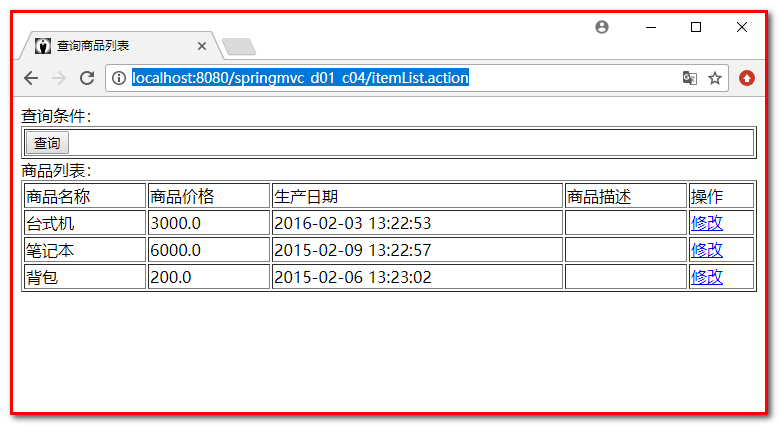 查询商品列表
localhost:8080/springmvc_d01_c04/itemList.action
查询条件：
查询
商品列表：
商品名称 商品价格 生产日期 商品描述 操作
台式机 3000.0 2016-02-03 13:22:53 修改
笔记本 6000.0 2015-02-09 13:22:57 修改
背包 200.0 2015-02-06 13:23:02 修改